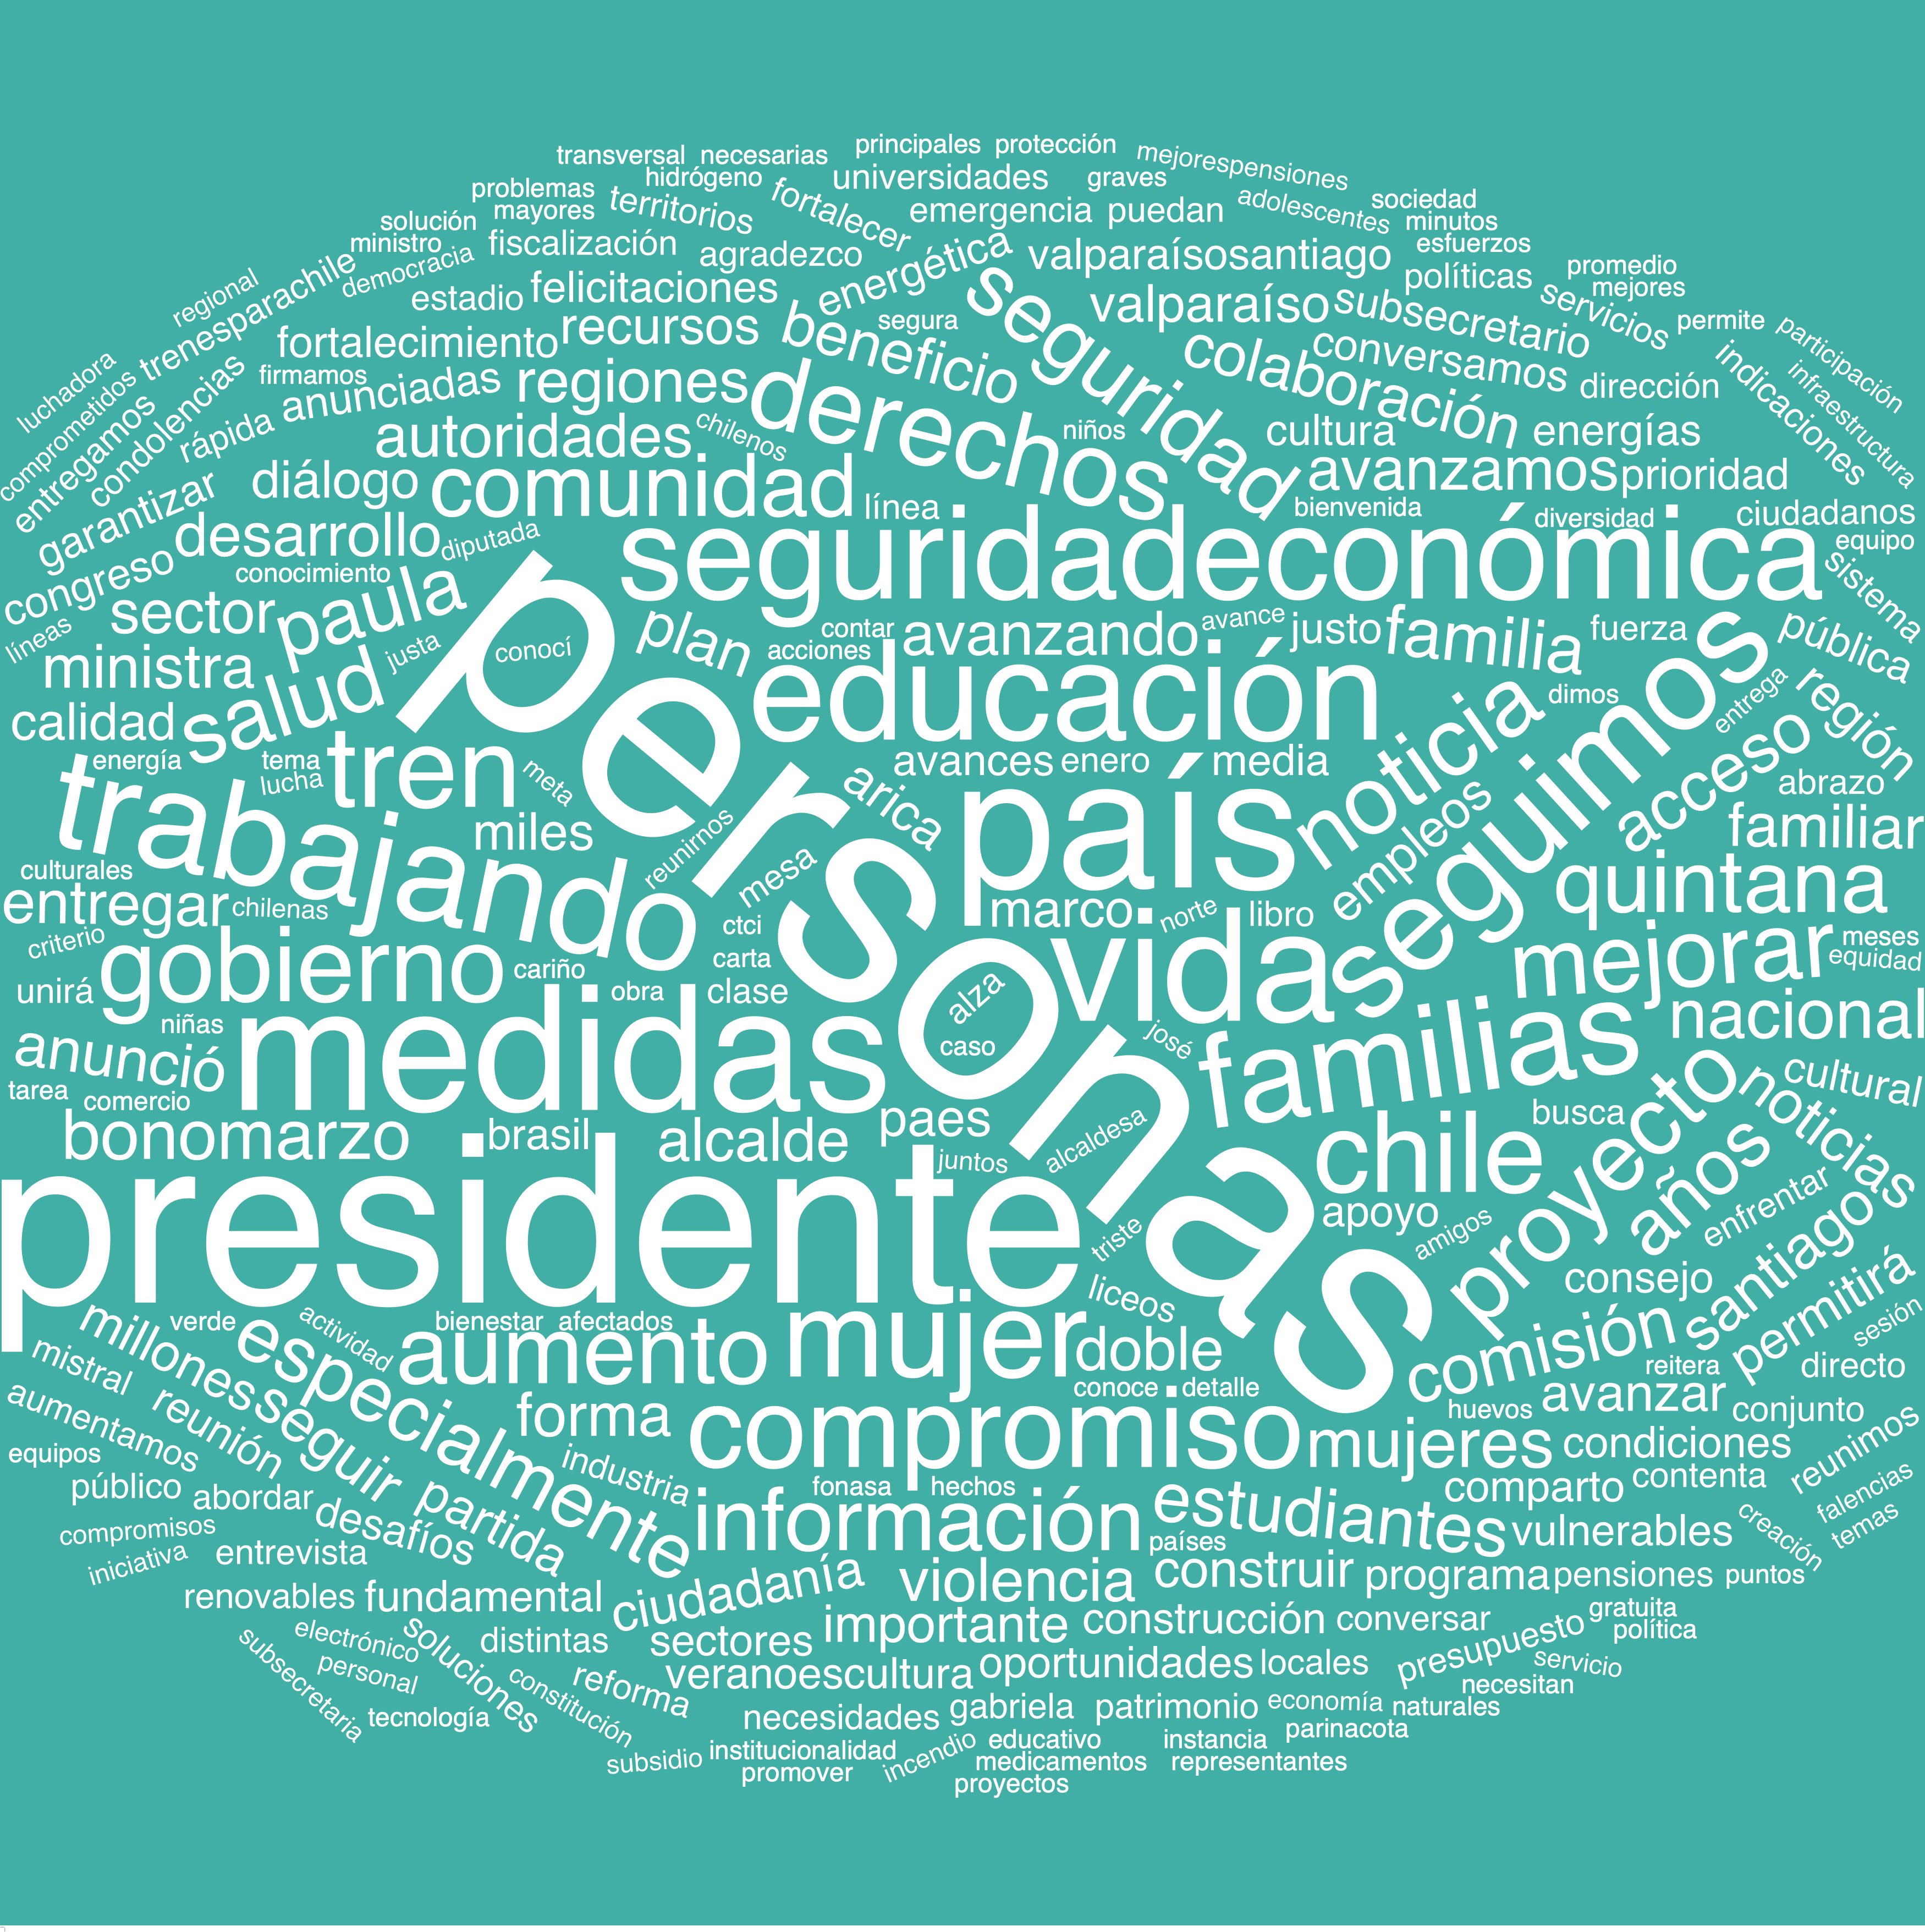 transversal
necesarias
principales
protección
mejorespensiones
problemas
hidrógeno
universidades
graves
sociedad
solución
mayores
territorios
fortalecer
emergencia
puedan
adolescentes
minutos
ministro
fiscalización
agradezco
energética
valparaísosantiago
políticas
esfuerzos
promedio
mejores
regional
trenesparachile
democracia
estadio
felicitaciones
segura
seguridad
valparaíso
subsecretario
servicios
permite
participación
luchadora
comprometidos
entregamos
condolencias
fortalecimiento
recursos
beneficio
colaboración
conversamos
dirección
indicaciones
infraestructura
firmamos
rápida
anunciadas
regiones
derechos
niños
cultura
energías
autoridades
chilenos
avanzamos
prioridad
garantizar
diálogo
comunidad
línea
bienvenida
diversidad
ciudadanos
equipo
congreso
desarrollo
diputada
seguridadeconómica
sistema
líneas
conocimiento
sector
paula
justa
conocí
plan
contar
acciones
avanzando
avance
justo
familia
fuerza
pública
ministra
salud
calidad
personas
educación
noticia
dimos
seguimos
entrega
región
energía
tema
lucha
tren
meta
avances
enero
media
acceso
abrazo
trabajando
miles
reunirnos
mesa
arica
país
empleos
familiar
culturales
entregar
chilenas
ctci
marco
norte
libro
quintana
criterio
gobierno
cariño
carta
vida
mejorar
meses
equidad
unirá
obra
clase
alza
niñas
medidas
caso
josé
familias
nacional
anunció
tarea
comercio
paes
busca
proyecto
noticias
cultural
bonomarzo
brasil
alcalde
juntos
alcaldesa
chile
años
enfrentar
presidente
triste
apoyo
amigos
santiago
liceos
consejo
permitirá
millones
verde
actividad
bienestar
afectados
mujer
doble
comisión
sesión
mistral
especialmente
aumento
conoce
detalle
reitera
directo
aumentamos
reunión
seguir
forma
compromiso
mujeres
huevos
avanzar
conjunto
equipos
partida
industria
fonasa
hechos
condiciones
reunimos
público
abordar
desafíos
información
estudiantes
comparto
contenta
falencias
compromisos
iniciativa
entrevista
países
vulnerables
creación
temas
renovables
fundamental
ciudadanía
violencia
construir
programa
pensiones
puntos
subsecretaria
electrónico
soluciones
distintas
sectores
importante
construcción
conversar
gratuita
política
personal
constitución
reforma
veranoescultura
oportunidades
locales
presupuesto
servicio
necesitan
tecnología
necesidades
gabriela
patrimonio
economía
naturales
subsidio
institucionalidad
incendio
educativo
instancia
parinacota
promover
medicamentos
representantes
proyectos